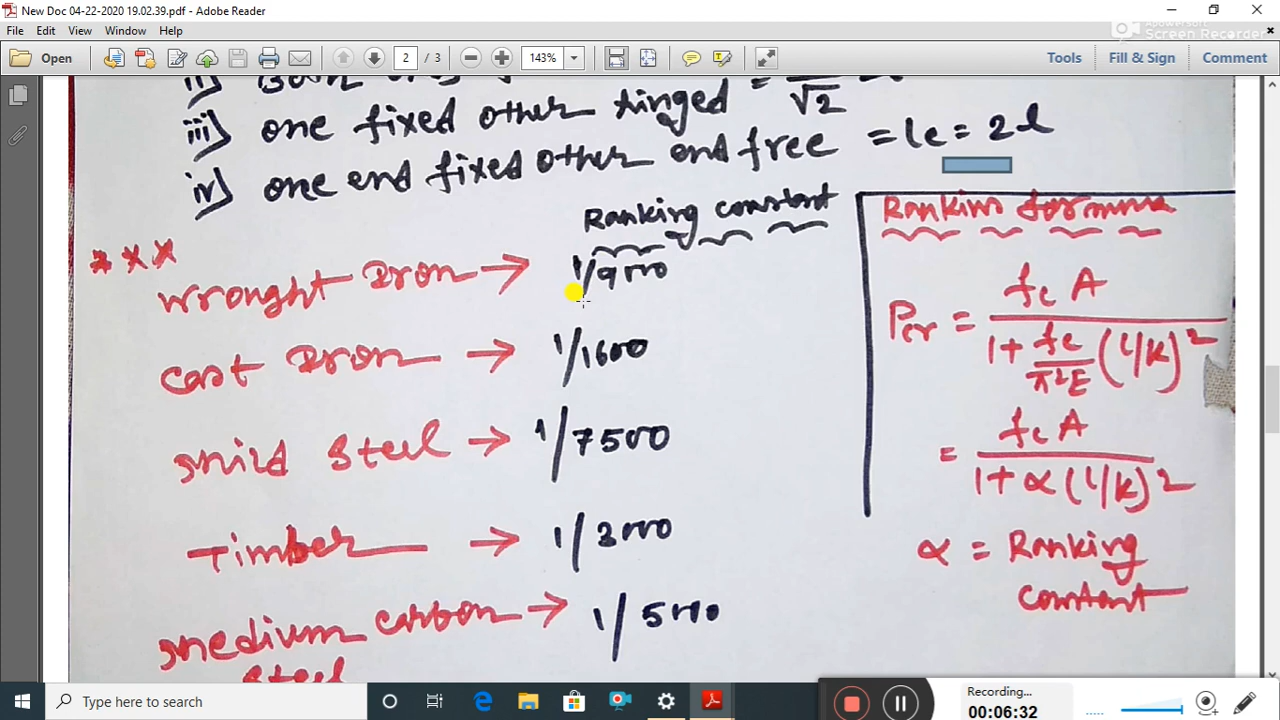 New Doc 04-22-2020 19.02.39.pdf - Adobe Reader
File Edit View Window Help
Apowersoft
Screen Recorder
Open 2 / 3 143% Tools Fill & Sign Comment
iii) one fixed other hinged = /√2
iv) one end fixed other end free = le = 2l
Ranking constant
*** Wrought Iron → 1/9000
Cast Iron → 1/1600
Mild Steel → 1/7500
Timber → 1/3000
Medium carbon → 1/5000
Steel
Rankins formula
Pcr = fc A / 1 + fc/π²E (l/k)²
= fc A / 1 + α (l/k)²
α = Ranking
constant
Type here to search
Recording...
00:06:32